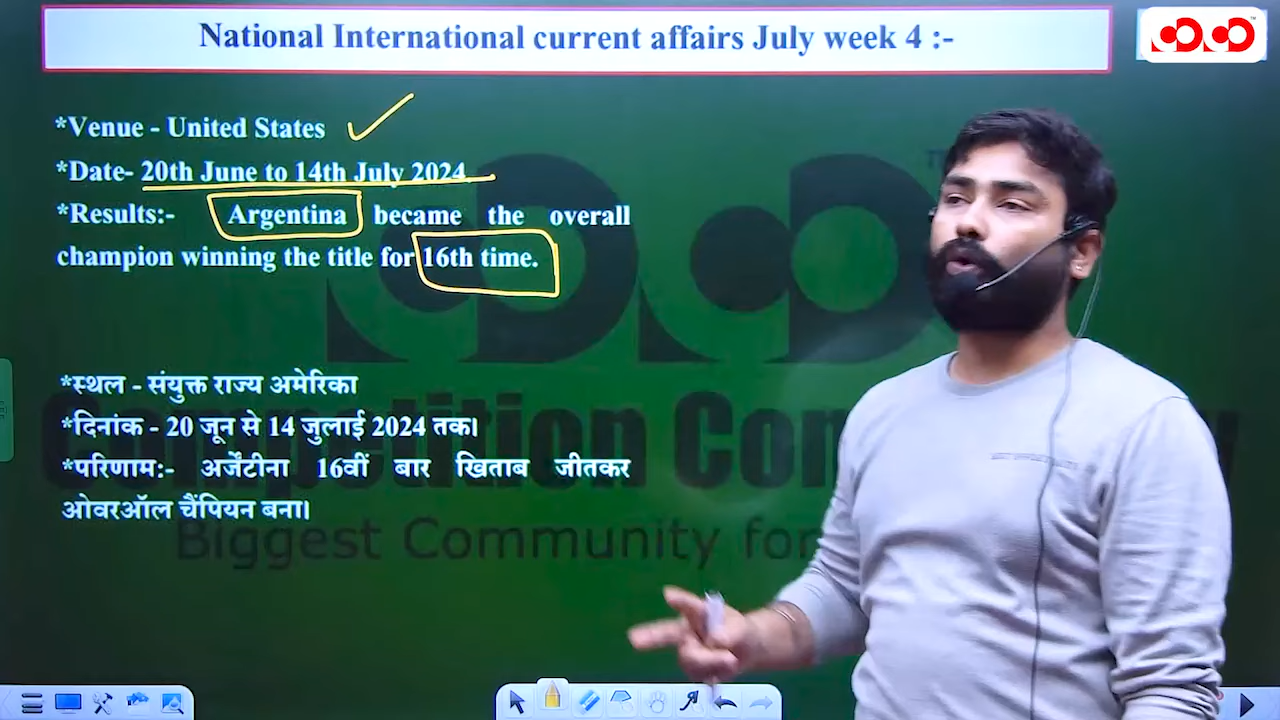 National International current affairs July week 4 :-
*Venue - United States
*Date- 20th June to 14th July 2024
*Results:- Argentina became the overall
champion winning the title for 16th time.
*स्थल - संयुक्त राज्य अमेरिका
*दिनांक - 20 जून से 14 जुलाई 2024 तक।
*परिणाम:- अर्जेंटीना 16वीं बार खिताब जीतकर
ओवरऑल चैंपियन बना।
Competition Com
Biggest Community for